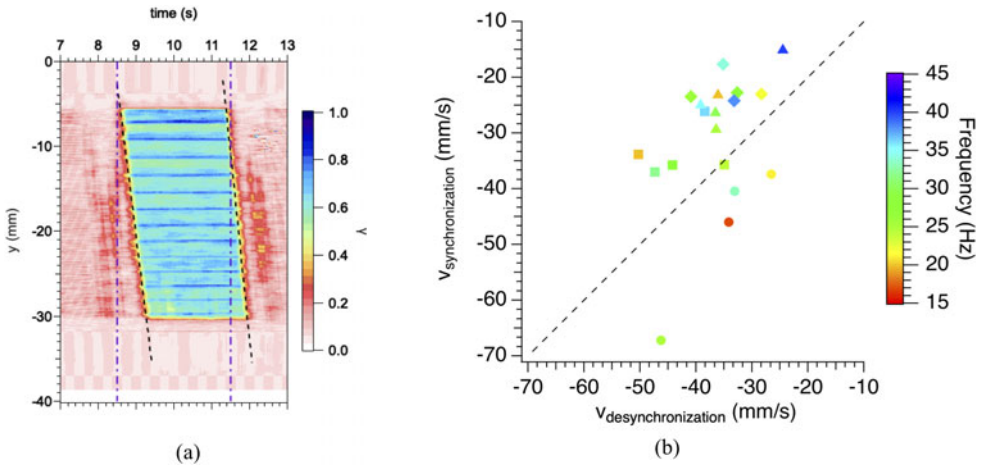 time (s)
7 8 9 10 11 12 13
0
-10
-20
-30
-40
y (mm)
1.0
0.8
0.6
0.4
0.2
0.0
γ
(a)
-10
-20
-30
-40
-50
-60
-70
vsynchronization (mm/s)
-70 -60 -50 -40 -30 -20 -10
vdesynchronization (mm/s)
45
40
35
30
25
20
15
Frequency (Hz)
(b)